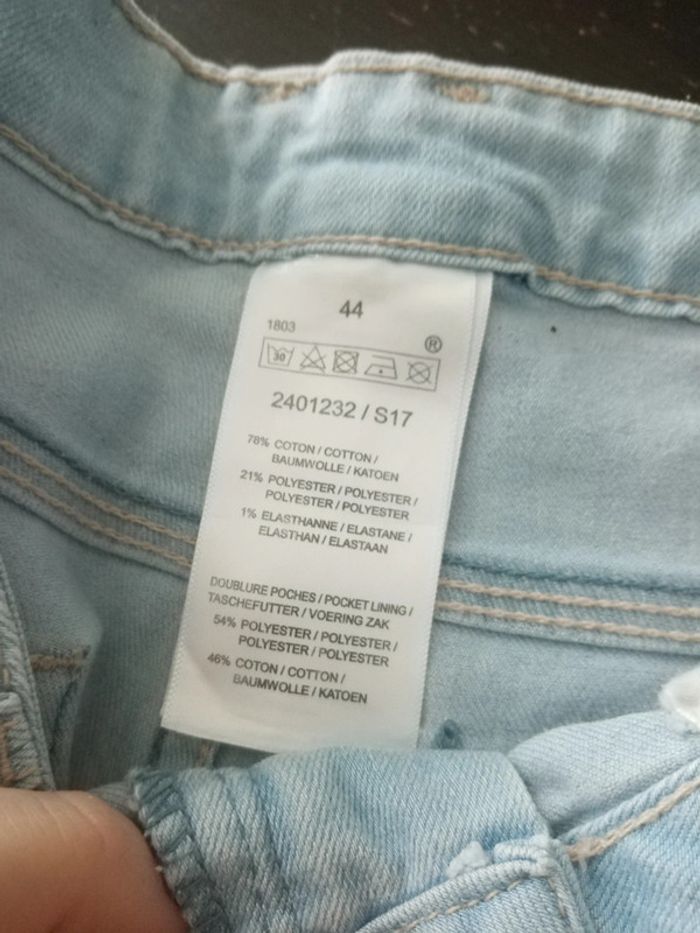 44
1803
®
30
2401232 / S17
78% COTON / COTTON /
BAUMWOLLE / KATOEN
21% POLYESTER / POLYESTER /
POLYESTER / POLYESTER
1% ELASTHANNE / ELASTANE /
ELASTHAN / ELASTAAN
DOUBLURE POCHES / POCKET LINING /
TASCHEFUTTER / VOERING ZAK
54% POLYESTER / POLYESTER /
POLYESTER / POLYESTER
46% COTON / COTTON /
BAUMWOLLE / KATOEN